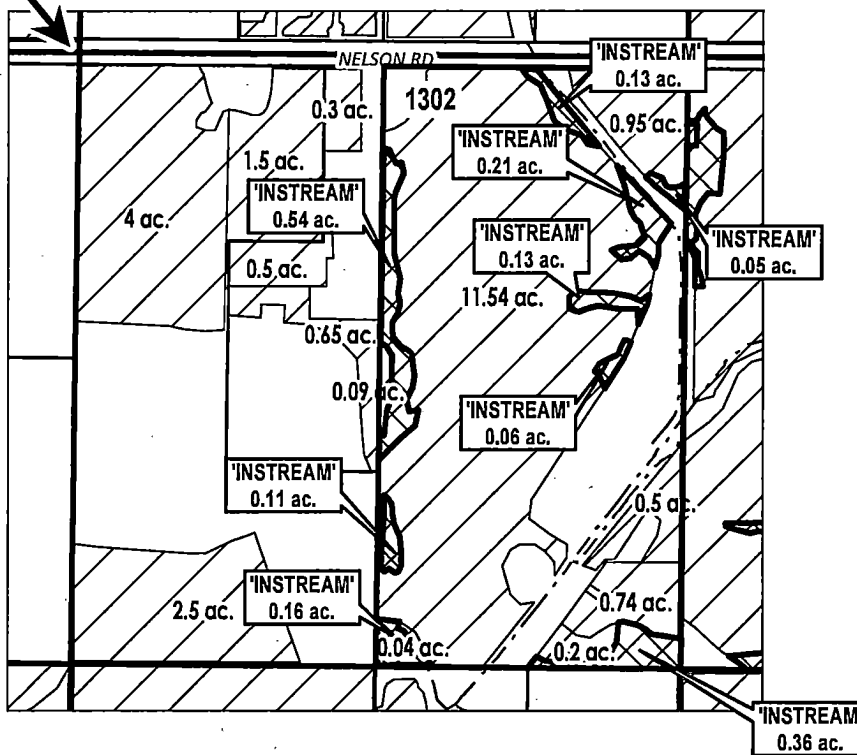 NELSON RD
'INSTREAM'
0.13 ac.
0.3 ac.
1302
0.95 ac.
1.5 ac.
'INSTREAM'
0.21 ac.
'INSTREAM'
0.54 ac.
4 ac.
'INSTREAM'
0.13 ac.
'INSTREAM'
0.05 ac.
0.5 ac.
11.54 ac.
0.65 ac.
0.09 ac.
'INSTREAM'
0.06 ac.
'INSTREAM'
0.11 ac.
0.5 ac.
'INSTREAM'
0.16 ac.
2.5 ac.
0.74 ac.
0.04 ac.
0.2 ac.
'INSTREAM
0.36 ac.